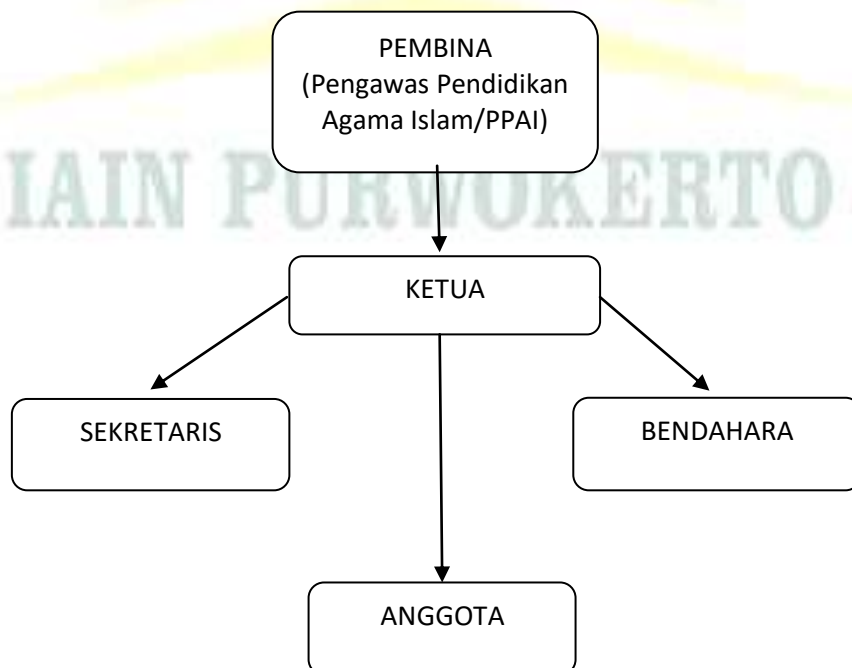 PEMBINA
(Pengawas Pendidikan
Agama Islam/PPAI)
IAIN PURWOKERTO
KETUA
SEKRETARIS
BENDAHARA
ANGGOTA